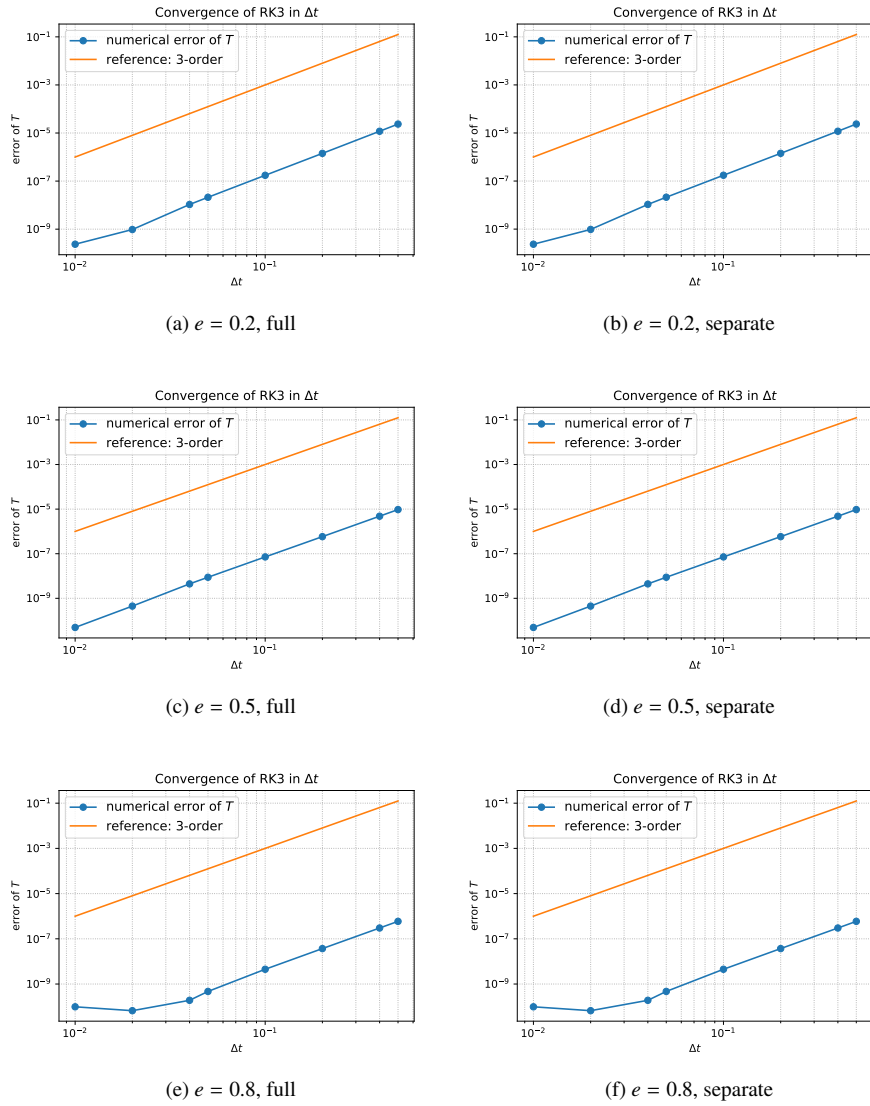 Convergence of RK3 in Δt
numerical error of T
reference: 3-order
error of T
10⁻¹
10⁻³
10⁻⁵
10⁻⁷
10⁻⁹
10⁻²
10⁻¹
Δt
(a) e = 0.2, full
Convergence of RK3 in Δt
numerical error of T
reference: 3-order
error of T
10⁻¹
10⁻³
10⁻⁵
10⁻⁷
10⁻⁹
10⁻²
10⁻¹
Δt
(b) e = 0.2, separate
Convergence of RK3 in Δt
numerical error of T
reference: 3-order
error of T
10⁻¹
10⁻³
10⁻⁵
10⁻⁷
10⁻⁹
10⁻²
10⁻¹
Δt
(c) e = 0.5, full
Convergence of RK3 in Δt
numerical error of T
reference: 3-order
error of T
10⁻¹
10⁻³
10⁻⁵
10⁻⁷
10⁻⁹
10⁻²
10⁻¹
Δt
(d) e = 0.5, separate
Convergence of RK3 in Δt
numerical error of T
reference: 3-order
error of T
10⁻¹
10⁻³
10⁻⁵
10⁻⁷
10⁻⁹
10⁻²
10⁻¹
Δt
(e) e = 0.8, full
Convergence of RK3 in Δt
numerical error of T
reference: 3-order
error of T
10⁻¹
10⁻³
10⁻⁵
10⁻⁷
10⁻⁹
10⁻²
10⁻¹
Δt
(f) e = 0.8, separate